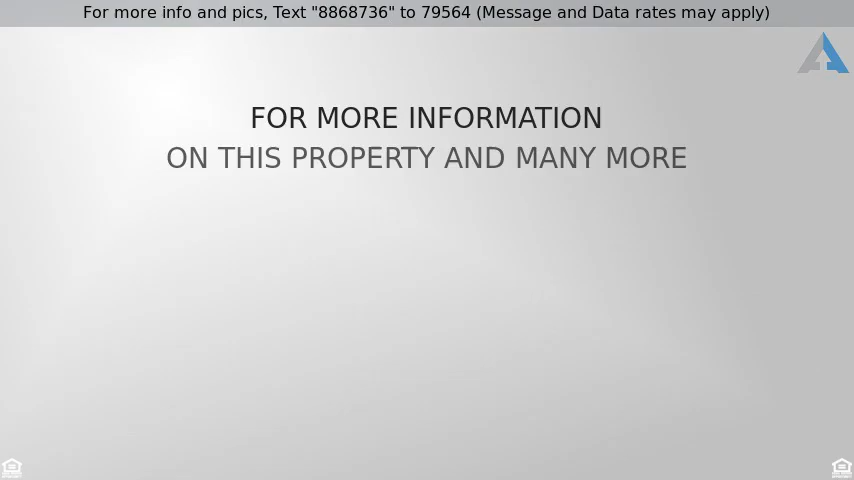 For more info and pics, Text "8868736" to 79564 (Message and Data rates may apply)
FOR MORE INFORMATION
ON THIS PROPERTY AND MANY MORE